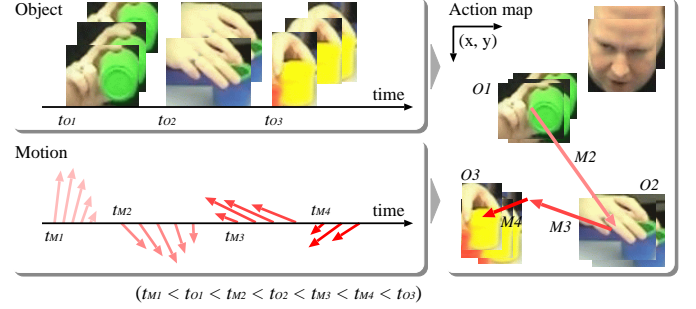 Object
time
tO1
tO2
tO3
Motion
tM2
tM4
time
tM1
tM3
(tM1 < tO1 < tM2 < tO2 < tM3 < tM4 < tO3)
Action map
(x, y)
O1
M2
O3
O2
M4
M3